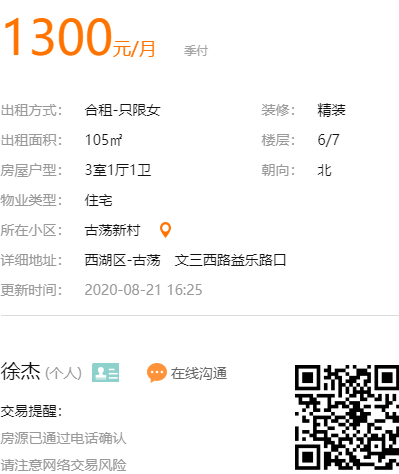 1300元/月 季付
出租方式： 合租-只限女 装修： 精装
出租面积： 105㎡ 楼层： 6/7
房屋户型： 3室1厅1卫 朝向： 北
物业类型： 住宅
所在小区： 古荡新村
详细地址： 西湖区-古荡 文三西路益乐路口
更新时间： 2020-08-21 16:25
徐杰 (个人) 在线沟通
交易提醒：
房源已通过电话确认
请注意网络交易风险